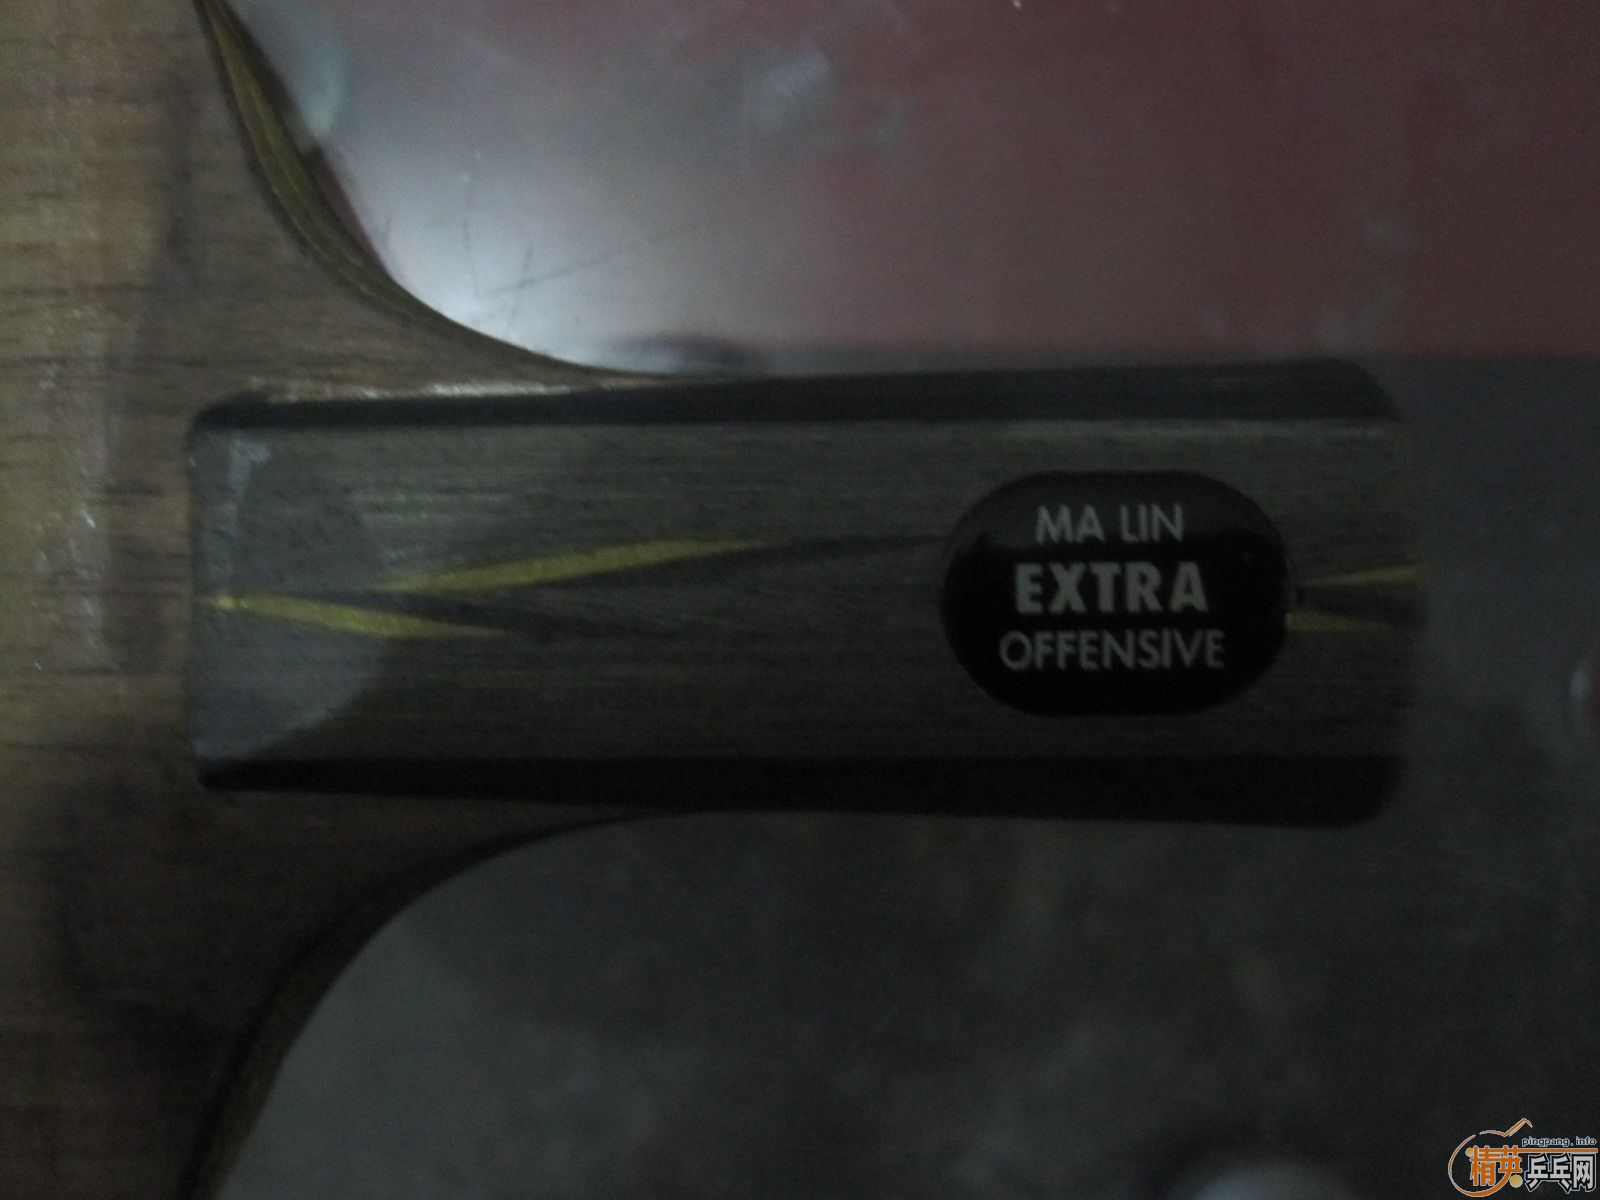 MA LIN
EXTRA
OFFENSIVE
pingpang.info
精英乒乓网